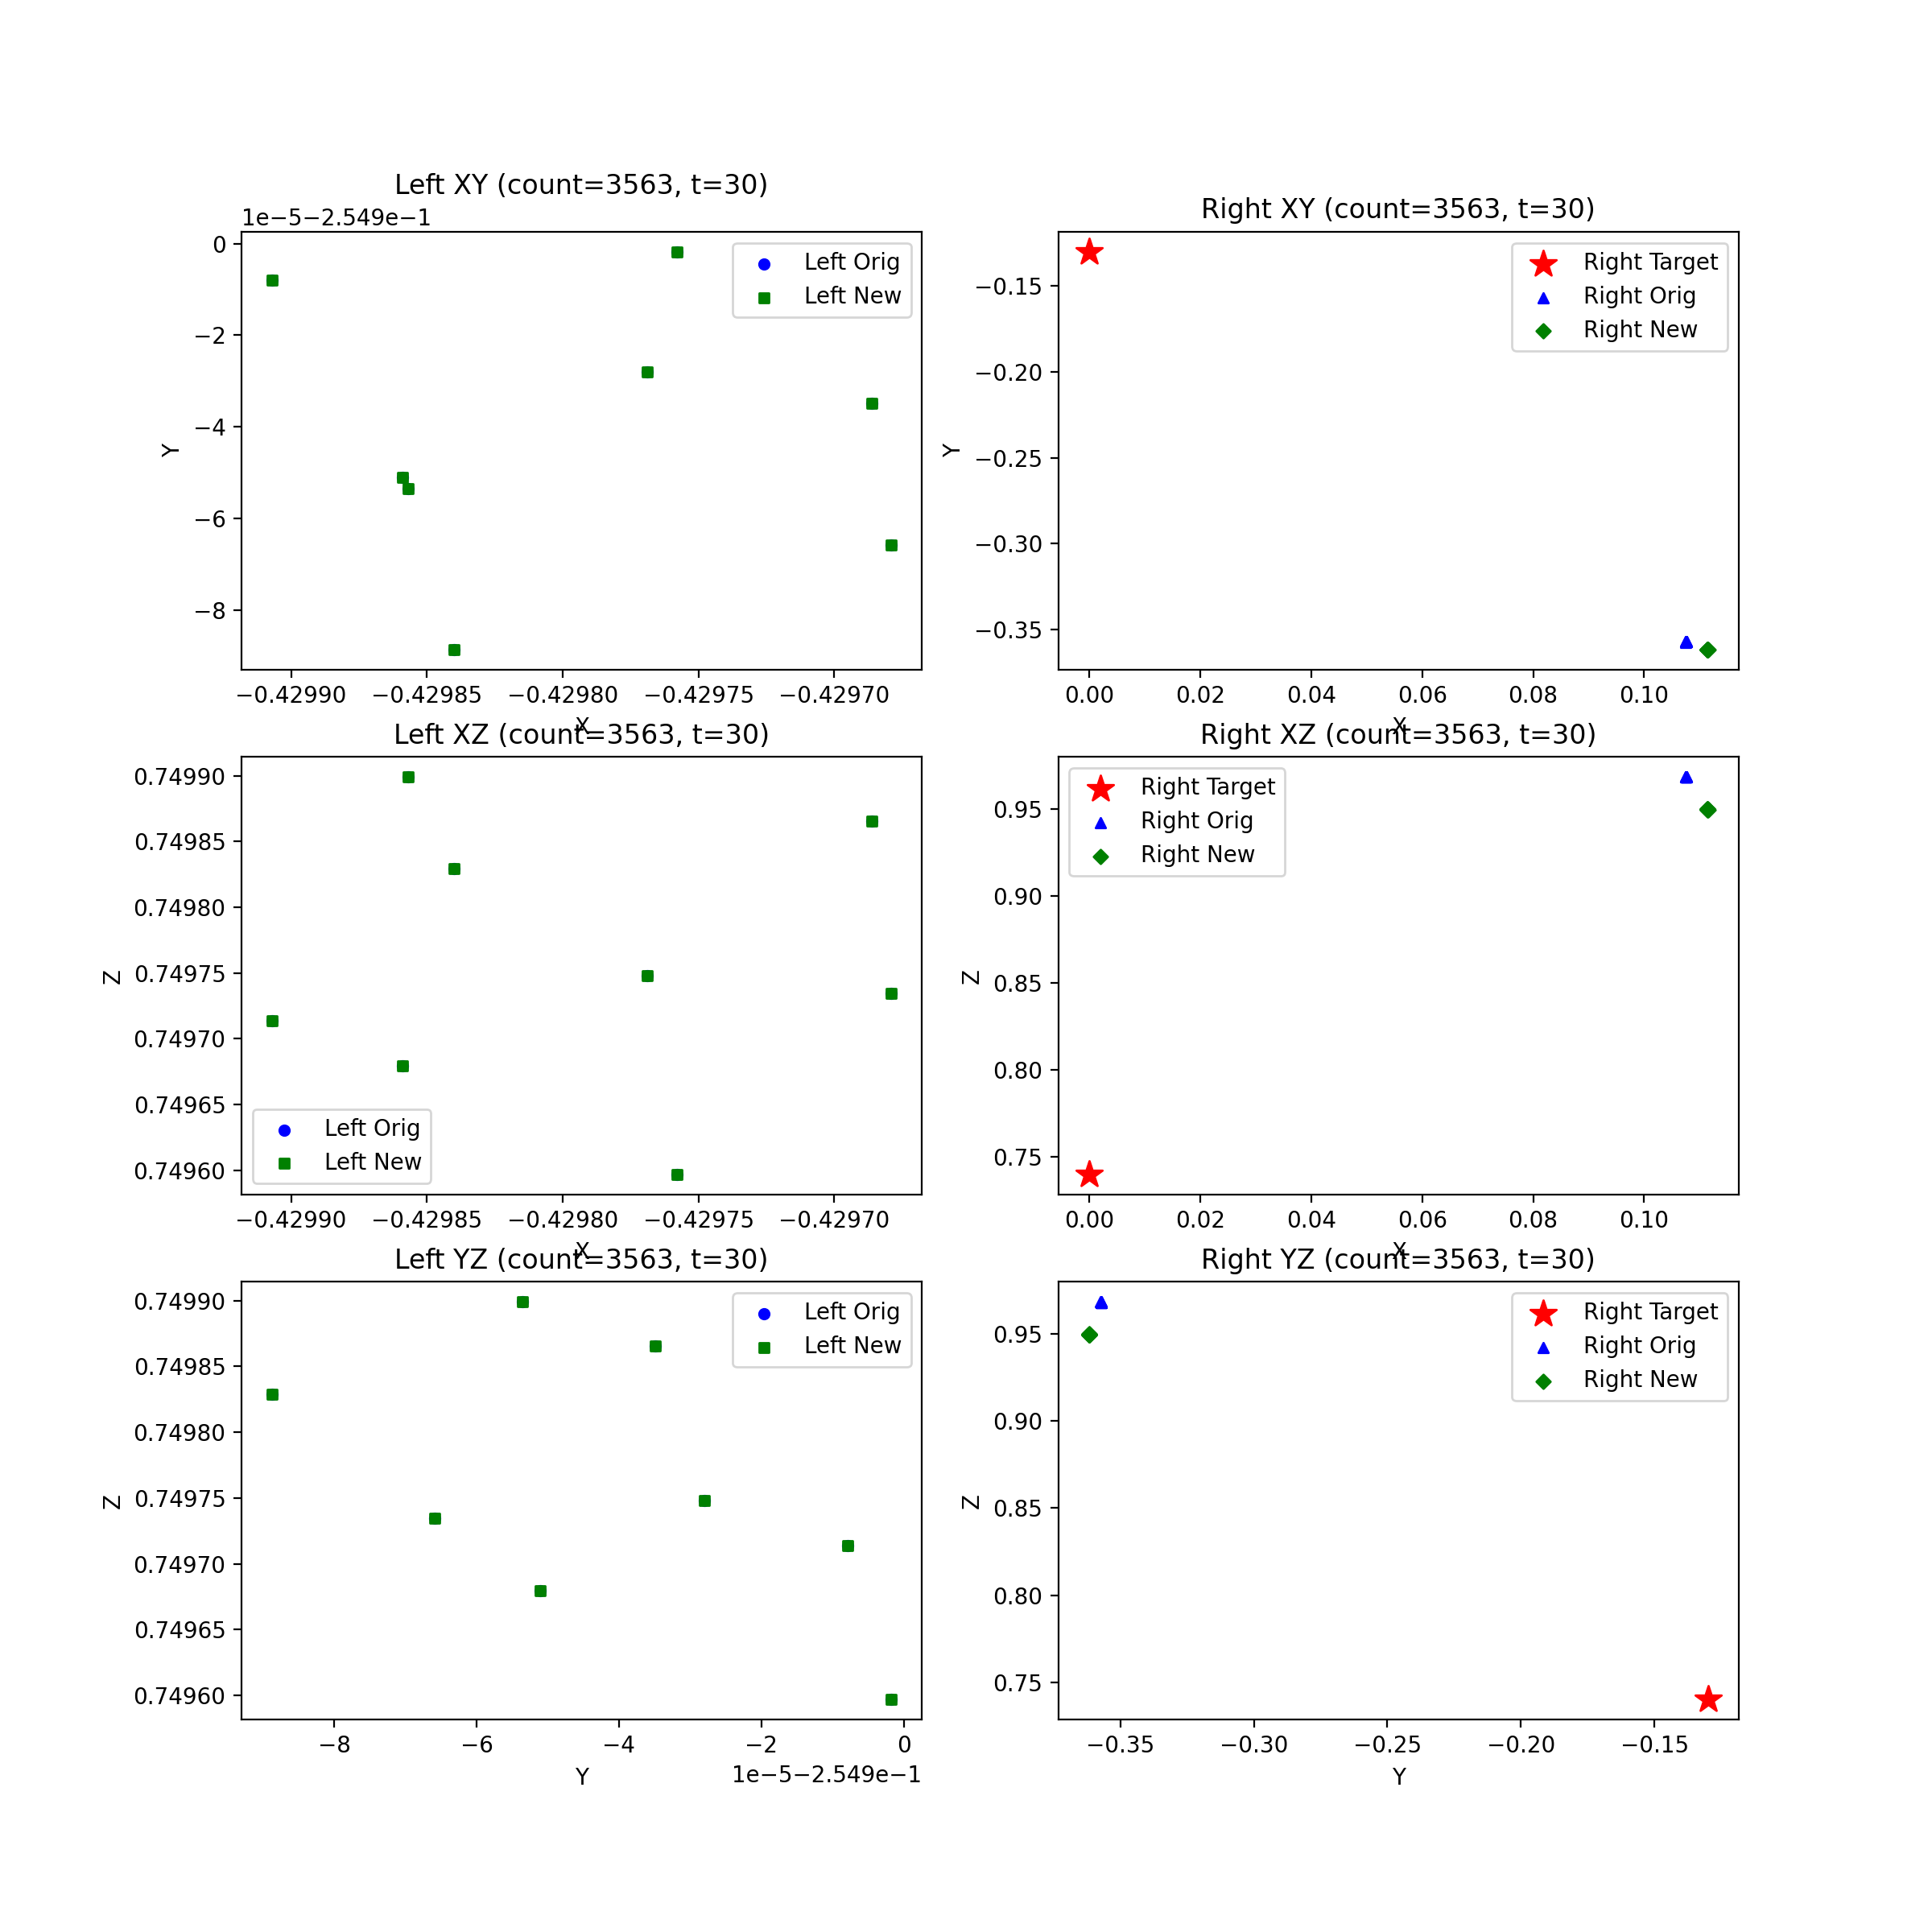 Left XY (count=3563, t=30)
1e−5−2.549e−1
0
−2
−4
−6
−8
Y
−0.42990
−0.42985
−0.42980
−0.42975
−0.42970
X
Left Orig
Left New
Right XY (count=3563, t=30)
−0.15
−0.20
−0.25
−0.30
−0.35
Y
0.00
0.02
0.04
0.06
0.08
0.10
X
Right Target
Right Orig
Right New
Left XZ (count=3563, t=30)
0.74990
0.74985
0.74980
0.74975
0.74970
0.74965
0.74960
Z
−0.42990
−0.42985
−0.42980
−0.42975
−0.42970
X
Left Orig
Left New
Right XZ (count=3563, t=30)
0.95
0.90
0.85
0.80
0.75
Z
0.00
0.02
0.04
0.06
0.08
0.10
X
Right Target
Right Orig
Right New
Left YZ (count=3563, t=30)
0.74990
0.74985
0.74980
0.74975
0.74970
0.74965
0.74960
Z
−8
−6
−4
−2
0
Y
1e−5−2.549e−1
Left Orig
Left New
Right YZ (count=3563, t=30)
0.95
0.90
0.85
0.80
0.75
Z
−0.35
−0.30
−0.25
−0.20
−0.15
Y
Right Target
Right Orig
Right New